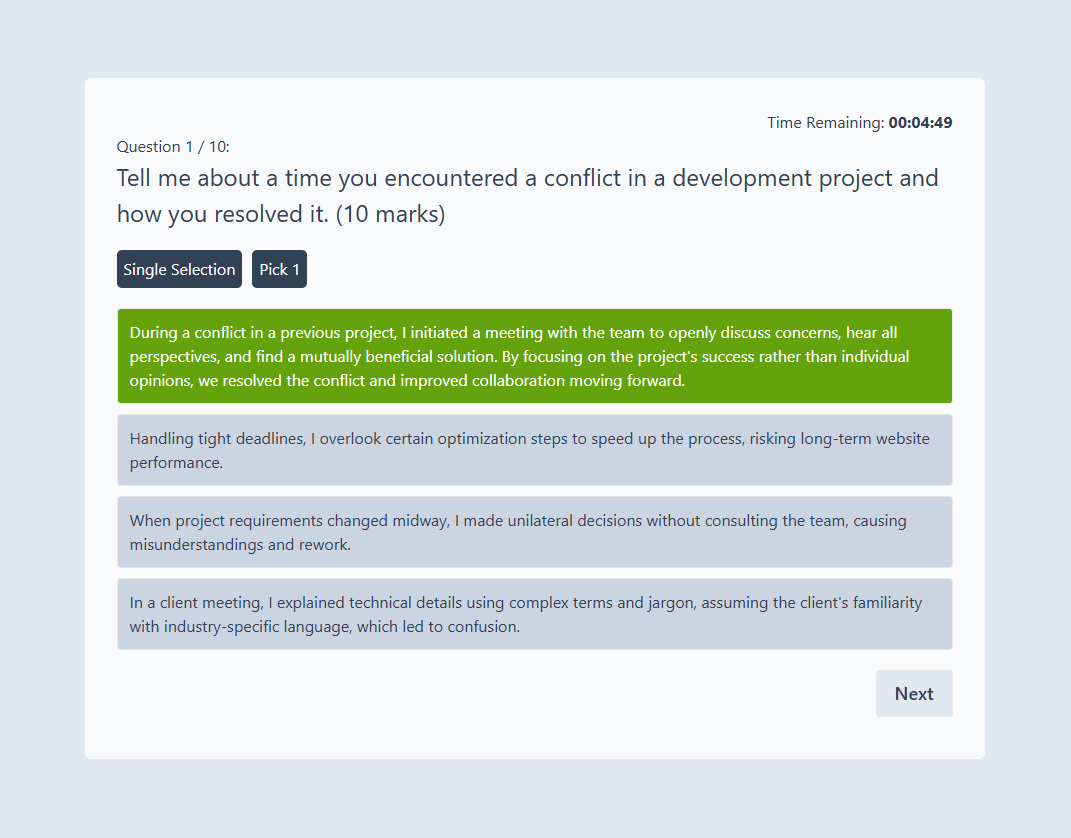 Time Remaining: 00:04:49
Question 1 / 10:
Tell me about a time you encountered a conflict in a development project and
how you resolved it. (10 marks)
Single Selection
Pick 1
During a conflict in a previous project, I initiated a meeting with the team to openly discuss concerns, hear all
perspectives, and find a mutually beneficial solution. By focusing on the project's success rather than individual
opinions, we resolved the conflict and improved collaboration moving forward.
Handling tight deadlines, I overlook certain optimization steps to speed up the process, risking long-term website
performance.
When project requirements changed midway, I made unilateral decisions without consulting the team, causing
misunderstandings and rework.
In a client meeting, I explained technical details using complex terms and jargon, assuming the client's familiarity
with industry-specific language, which led to confusion.
Next